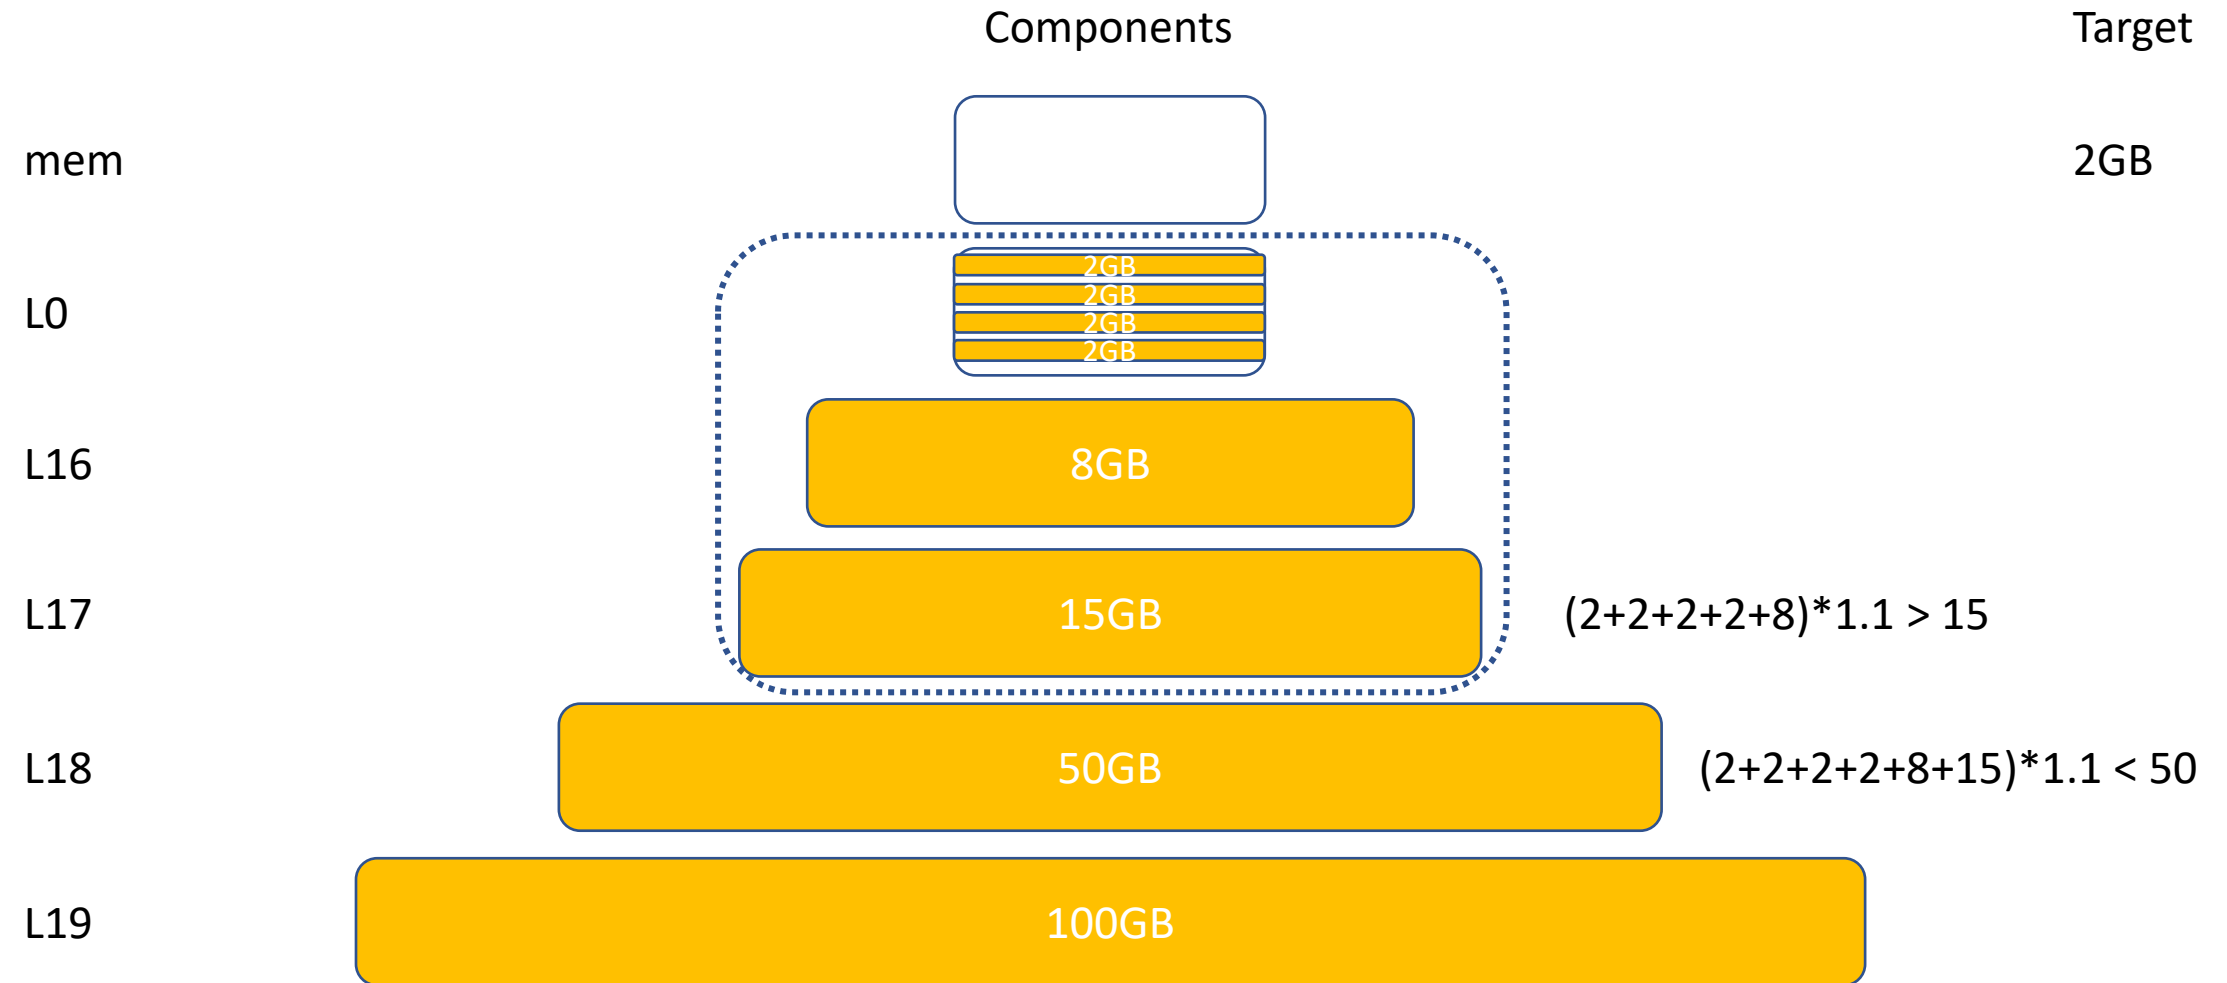 Components Target
mem 2GB
L0
2GB
2GB
2GB
2GB
L16 8GB
L17 15GB (2+2+2+2+8)*1.1 > 15
L18 50GB (2+2+2+2+8+15)*1.1 < 50
L19 100GB